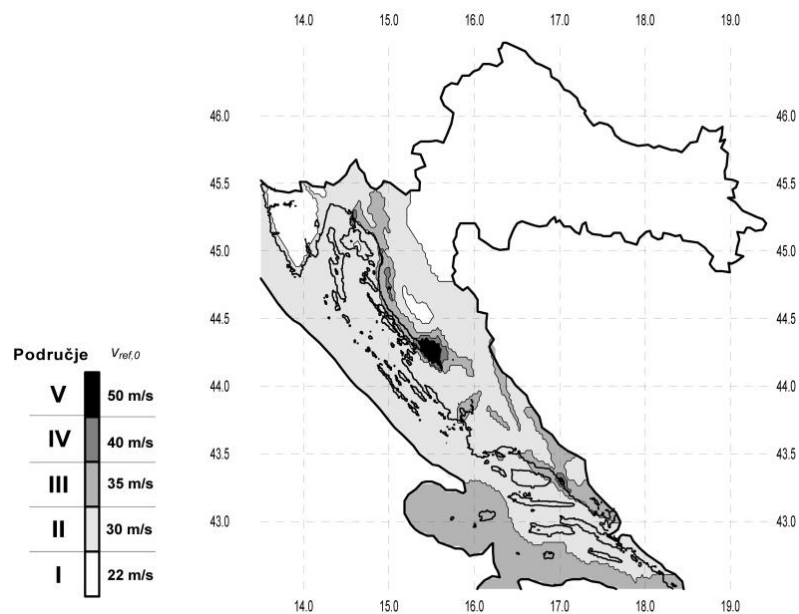 14.0 15.0 16.0 17.0 18.0 19.0
46.0 46.0
45.5 45.5
45.0 45.0
44.5 44.5
Područje Vref,0
44.0 44.0
V 50 m/s
IV 40 m/s
43.5 43.5
III 35 m/s
43.0 43.0
II 30 m/s
I 22 m/s
14.0 15.0 16.0 17.0 18.0 19.0